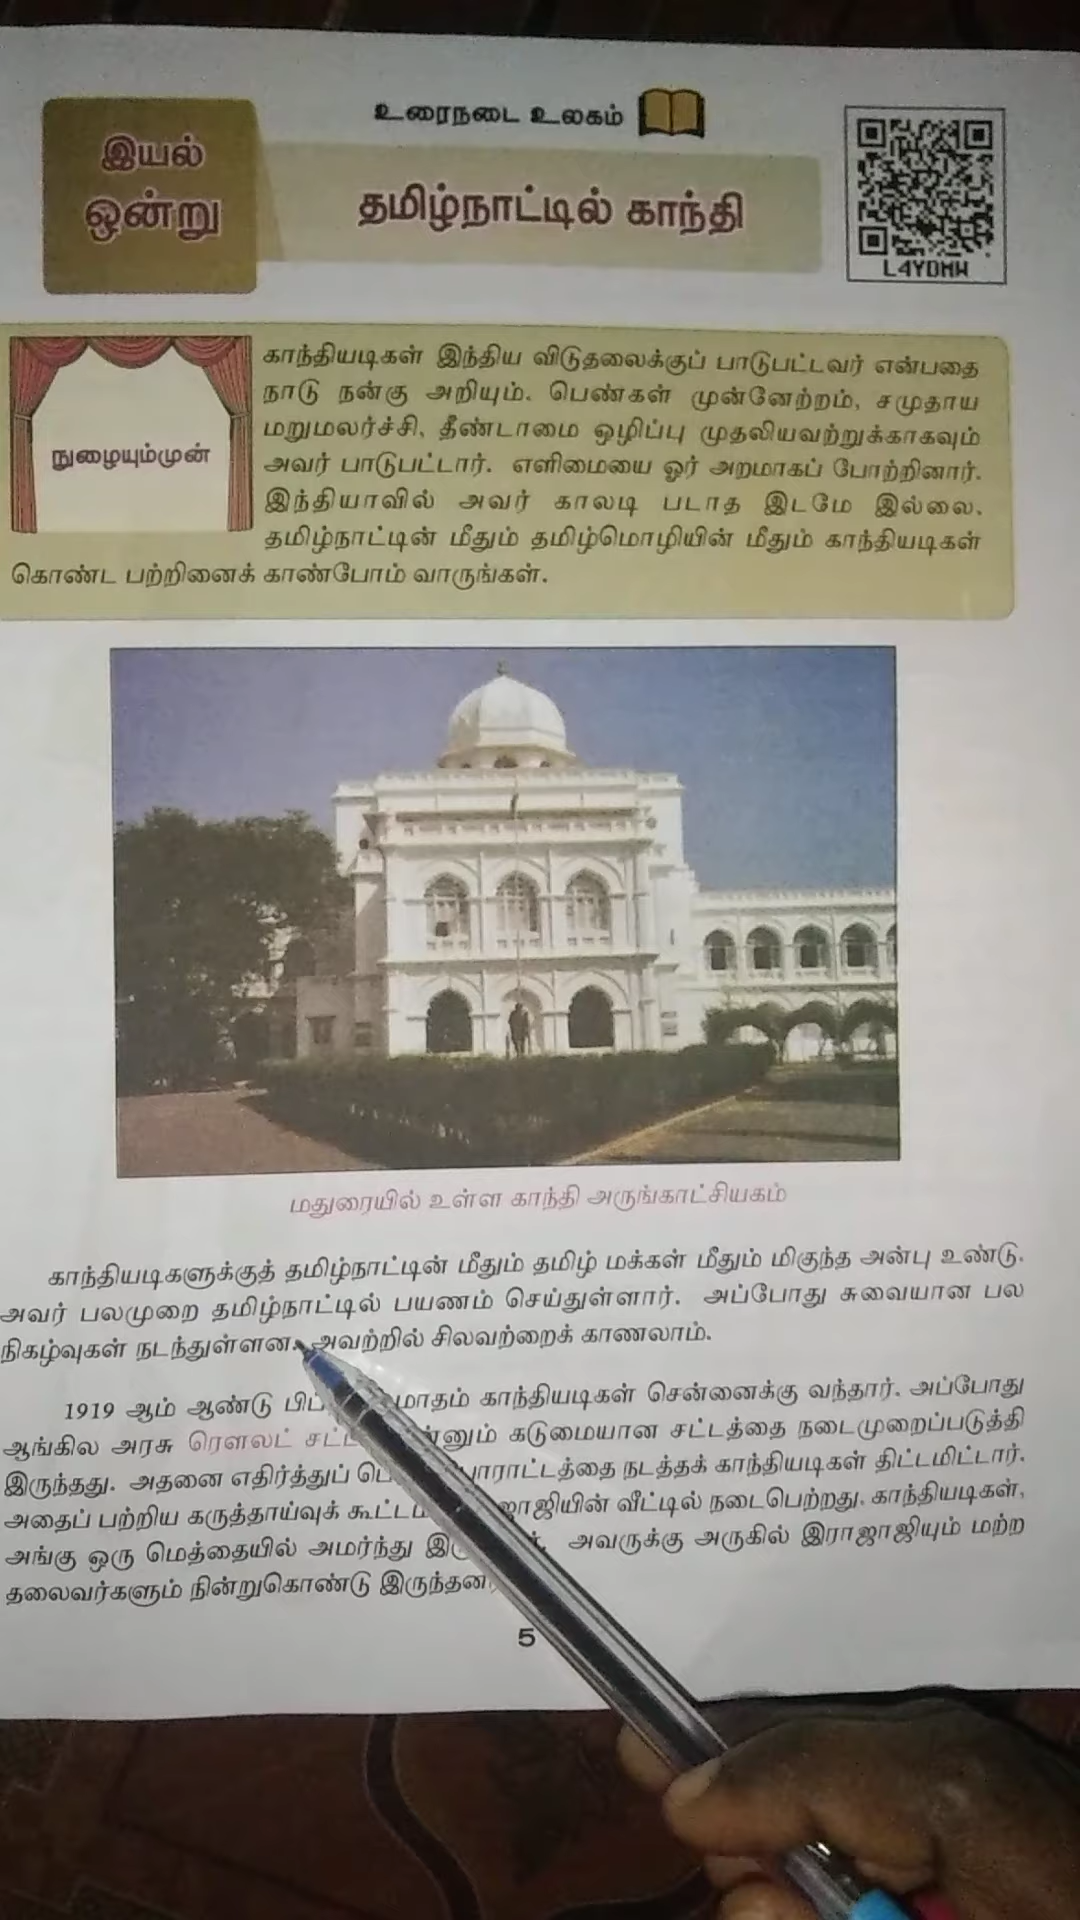 உரைநடை உலகம்
இயல்
ஒன்று
தமிழ்நாட்டில் காந்தி
L4YDMW
நுழையும்முன்
காந்தியடிகள் இந்திய விடுதலைக்குப் பாடுபட்டவர் என்பதை
நாடு நன்கு அறியும். பெண்கள் முன்னேற்றம், சமுதாய
மறுமலர்ச்சி, தீண்டாமை ஒழிப்பு முதலியவற்றுக்காகவும்
அவர் பாடுபட்டார். எளிமையை ஓர் அறமாகப் போற்றினார்.
இந்தியாவில் அவர் காலடி படாத இடமே இல்லை.
தமிழ்நாட்டின் மீதும் தமிழ்மொழியின் மீதும் காந்தியடிகள்
கொண்ட பற்றினைக் காண்போம் வாருங்கள்.
மதுரையில் உள்ள காந்தி அருங்காட்சியகம்
காந்தியடிகளுக்குத் தமிழ்நாட்டின் மீதும் தமிழ் மக்கள் மீதும் மிகுந்த அன்பு உண்டு.
அவர் பலமுறை தமிழ்நாட்டில் பயணம் செய்துள்ளார். அப்போது சுவையான பல
நிகழ்வுகள் நடந்துள்ளன. அவற்றில் சிலவற்றைக் காணலாம்.
1919 ஆம் ஆண்டு மாதம் காந்தியடிகள் சென்னைக்கு வந்தார். அப்போது
ஆங்கில அரசு ரௌலட் கடுமையான சட்டத்தை நடைமுறைப்படுத்தி
இருந்தது. அதனை எதிர்த்துப் நடத்தக் காந்தியடிகள் திட்டமிட்டார்.
அதைப் பற்றிய கருத்தாய்வுக் வீட்டில் நடைபெற்றது. காந்தியடிகள்,
அங்கு ஒரு மெத்தையில் அமர்ந்து அவருக்கு அருகில் இராஜாஜியும் மற்ற
தலைவர்களும் நின்றுகொண்டு
5